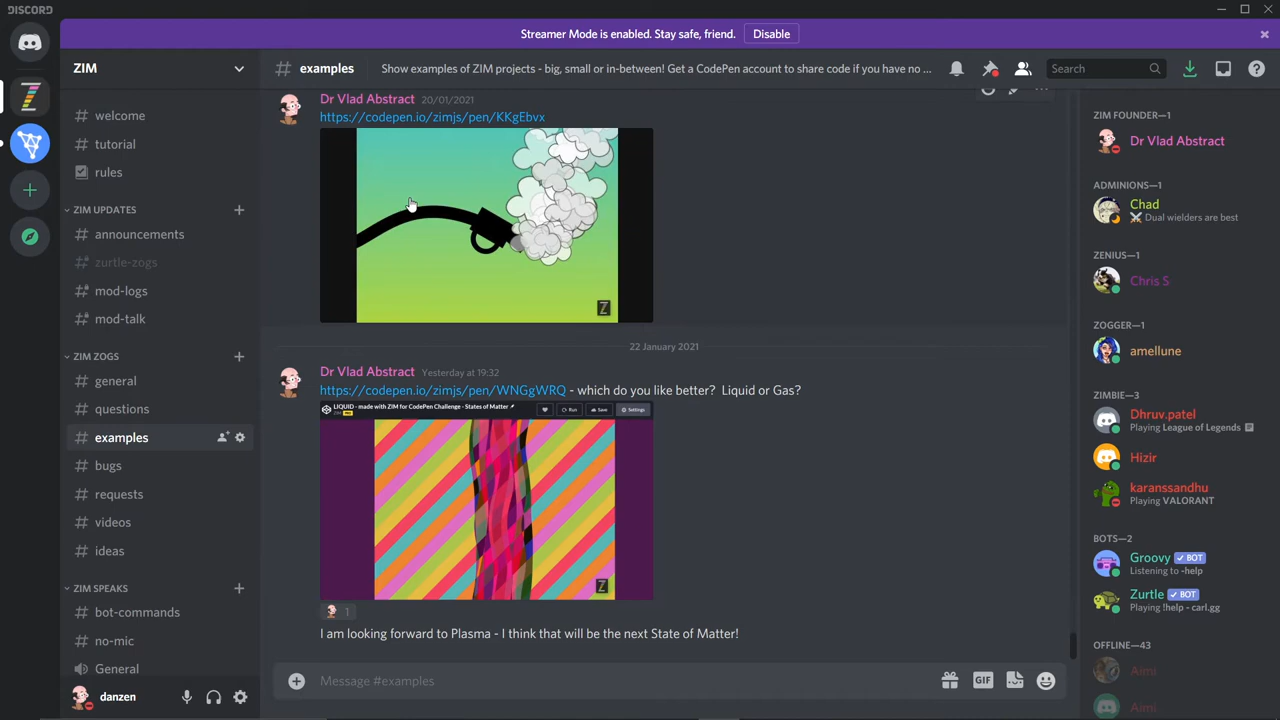 DISCORD
Streamer Mode is enabled. Stay safe, friend. Disable
ZIM
# examples Show examples of ZIM projects - big, small or in-between! Get a CodePen account to share code if you have no ... Search
# welcome
# tutorial
rules
ZIM UPDATES
# announcements
# zurtle-zogs
# mod-logs
# mod-talk
ZIM ZOGS
# general
# questions
# examples
# bugs
# requests
# videos
# ideas
ZIM SPEAKS
# bot-commands
# no-mic
General
danzen
Dr Vlad Abstract 20/01/2021
https://codepen.io/zimjs/pen/KKgEbvx
Z
22 January 2021
Dr Vlad Abstract Yesterday at 19:32
https://codepen.io/zimjs/pen/WNGgWRQ - which do you like better? Liquid or Gas?
LIQUID - made with ZIM for CodePen Challenge - States of Matter
Run Save Settings
Z
1
I am looking forward to Plasma - I think that will be the next State of Matter!
Message #examples
GIF
ZIM FOUNDER—1
Dr Vlad Abstract
ADMINIONS—1
Chad
Dual wielders are best
ZENIUS—1
Chris S
ZOGGER—1
amellune
ZIMBIE—3
Dhruv.patel
Playing League of Legends
Hizir
karanssandhu
Playing VALORANT
BOTS—2
Groovy BOT
Listening to -help
Zurtle BOT
Playing !help - carl.gg
OFFLINE—43
Aimi
Aimi